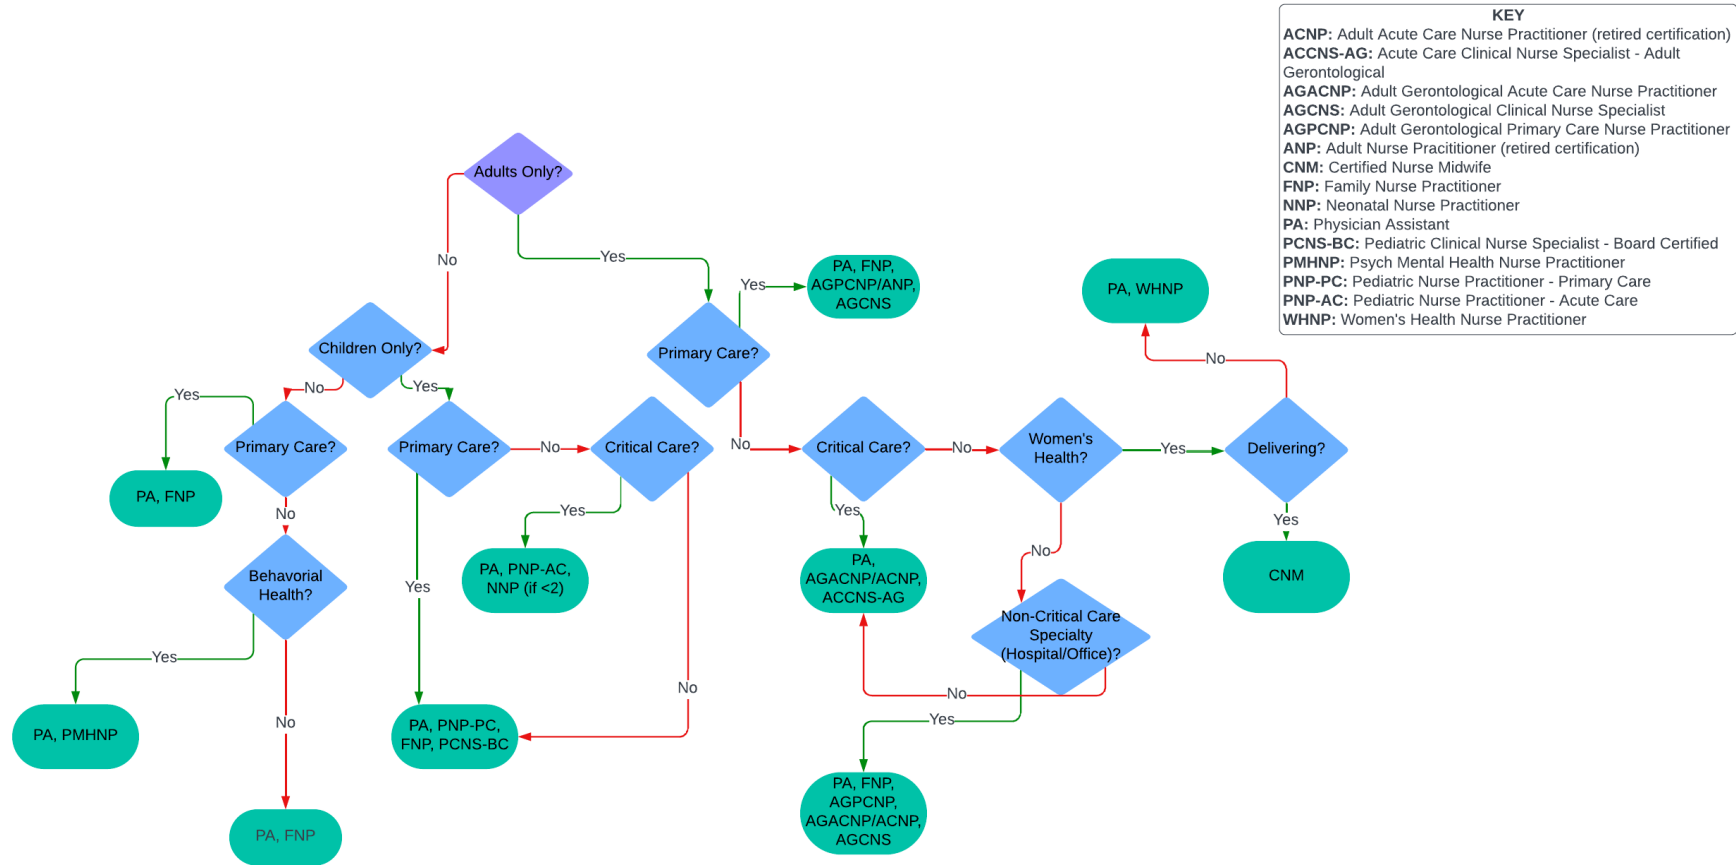 KEY
ACNP: Adult Acute Care Nurse Practitioner (retired certification)
ACCNS-AG: Acute Care Clinical Nurse Specialist - Adult
Gerontological
AGACNP: Adult Gerontological Acute Care Nurse Practitioner
AGCNS: Adult Gerontological Clinical Nurse Specialist
AGPCNP: Adult Gerontological Primary Care Nurse Practitioner
ANP: Adult Nurse Pracititioner (retired certification)
CNM: Certified Nurse Midwife
FNP: Family Nurse Practitioner
NNP: Neonatal Nurse Practitioner
PA: Physician Assistant
PCNS-BC: Pediatric Clinical Nurse Specialist - Board Certified
PMHNP: Psych Mental Health Nurse Practitioner
PNP-PC: Pediatric Nurse Practitioner - Primary Care
PNP-AC: Pediatric Nurse Practitioner - Acute Care
WHNP: Women's Health Nurse Practitioner
Adults Only?
No
Yes
Children Only?
Primary Care?
Yes
PA, FNP,
AGPCNP/ANP,
AGCNS
PA, WHNP
No
No
Yes
Yes
Primary Care?
Primary Care?
No
Critical Care?
No
Critical Care?
No
Women's
Health?
Yes
Delivering?
PA, FNP
No
Yes
Yes
Yes
No
Behavorial
Health?
Yes
PA, PNP-AC,
NNP (if <2)
PA,
AGACNP/ACNP,
ACCNS-AG
CNM
Non-Critical Care
Specialty
(Hospital/Office)?
Yes
No
No
No
Yes
PA, PMHNP
PA, PNP-PC,
FNP, PCNS-BC
PA, FNP
PA, FNP,
AGPCNP,
AGACNP/ACNP,
AGCNS